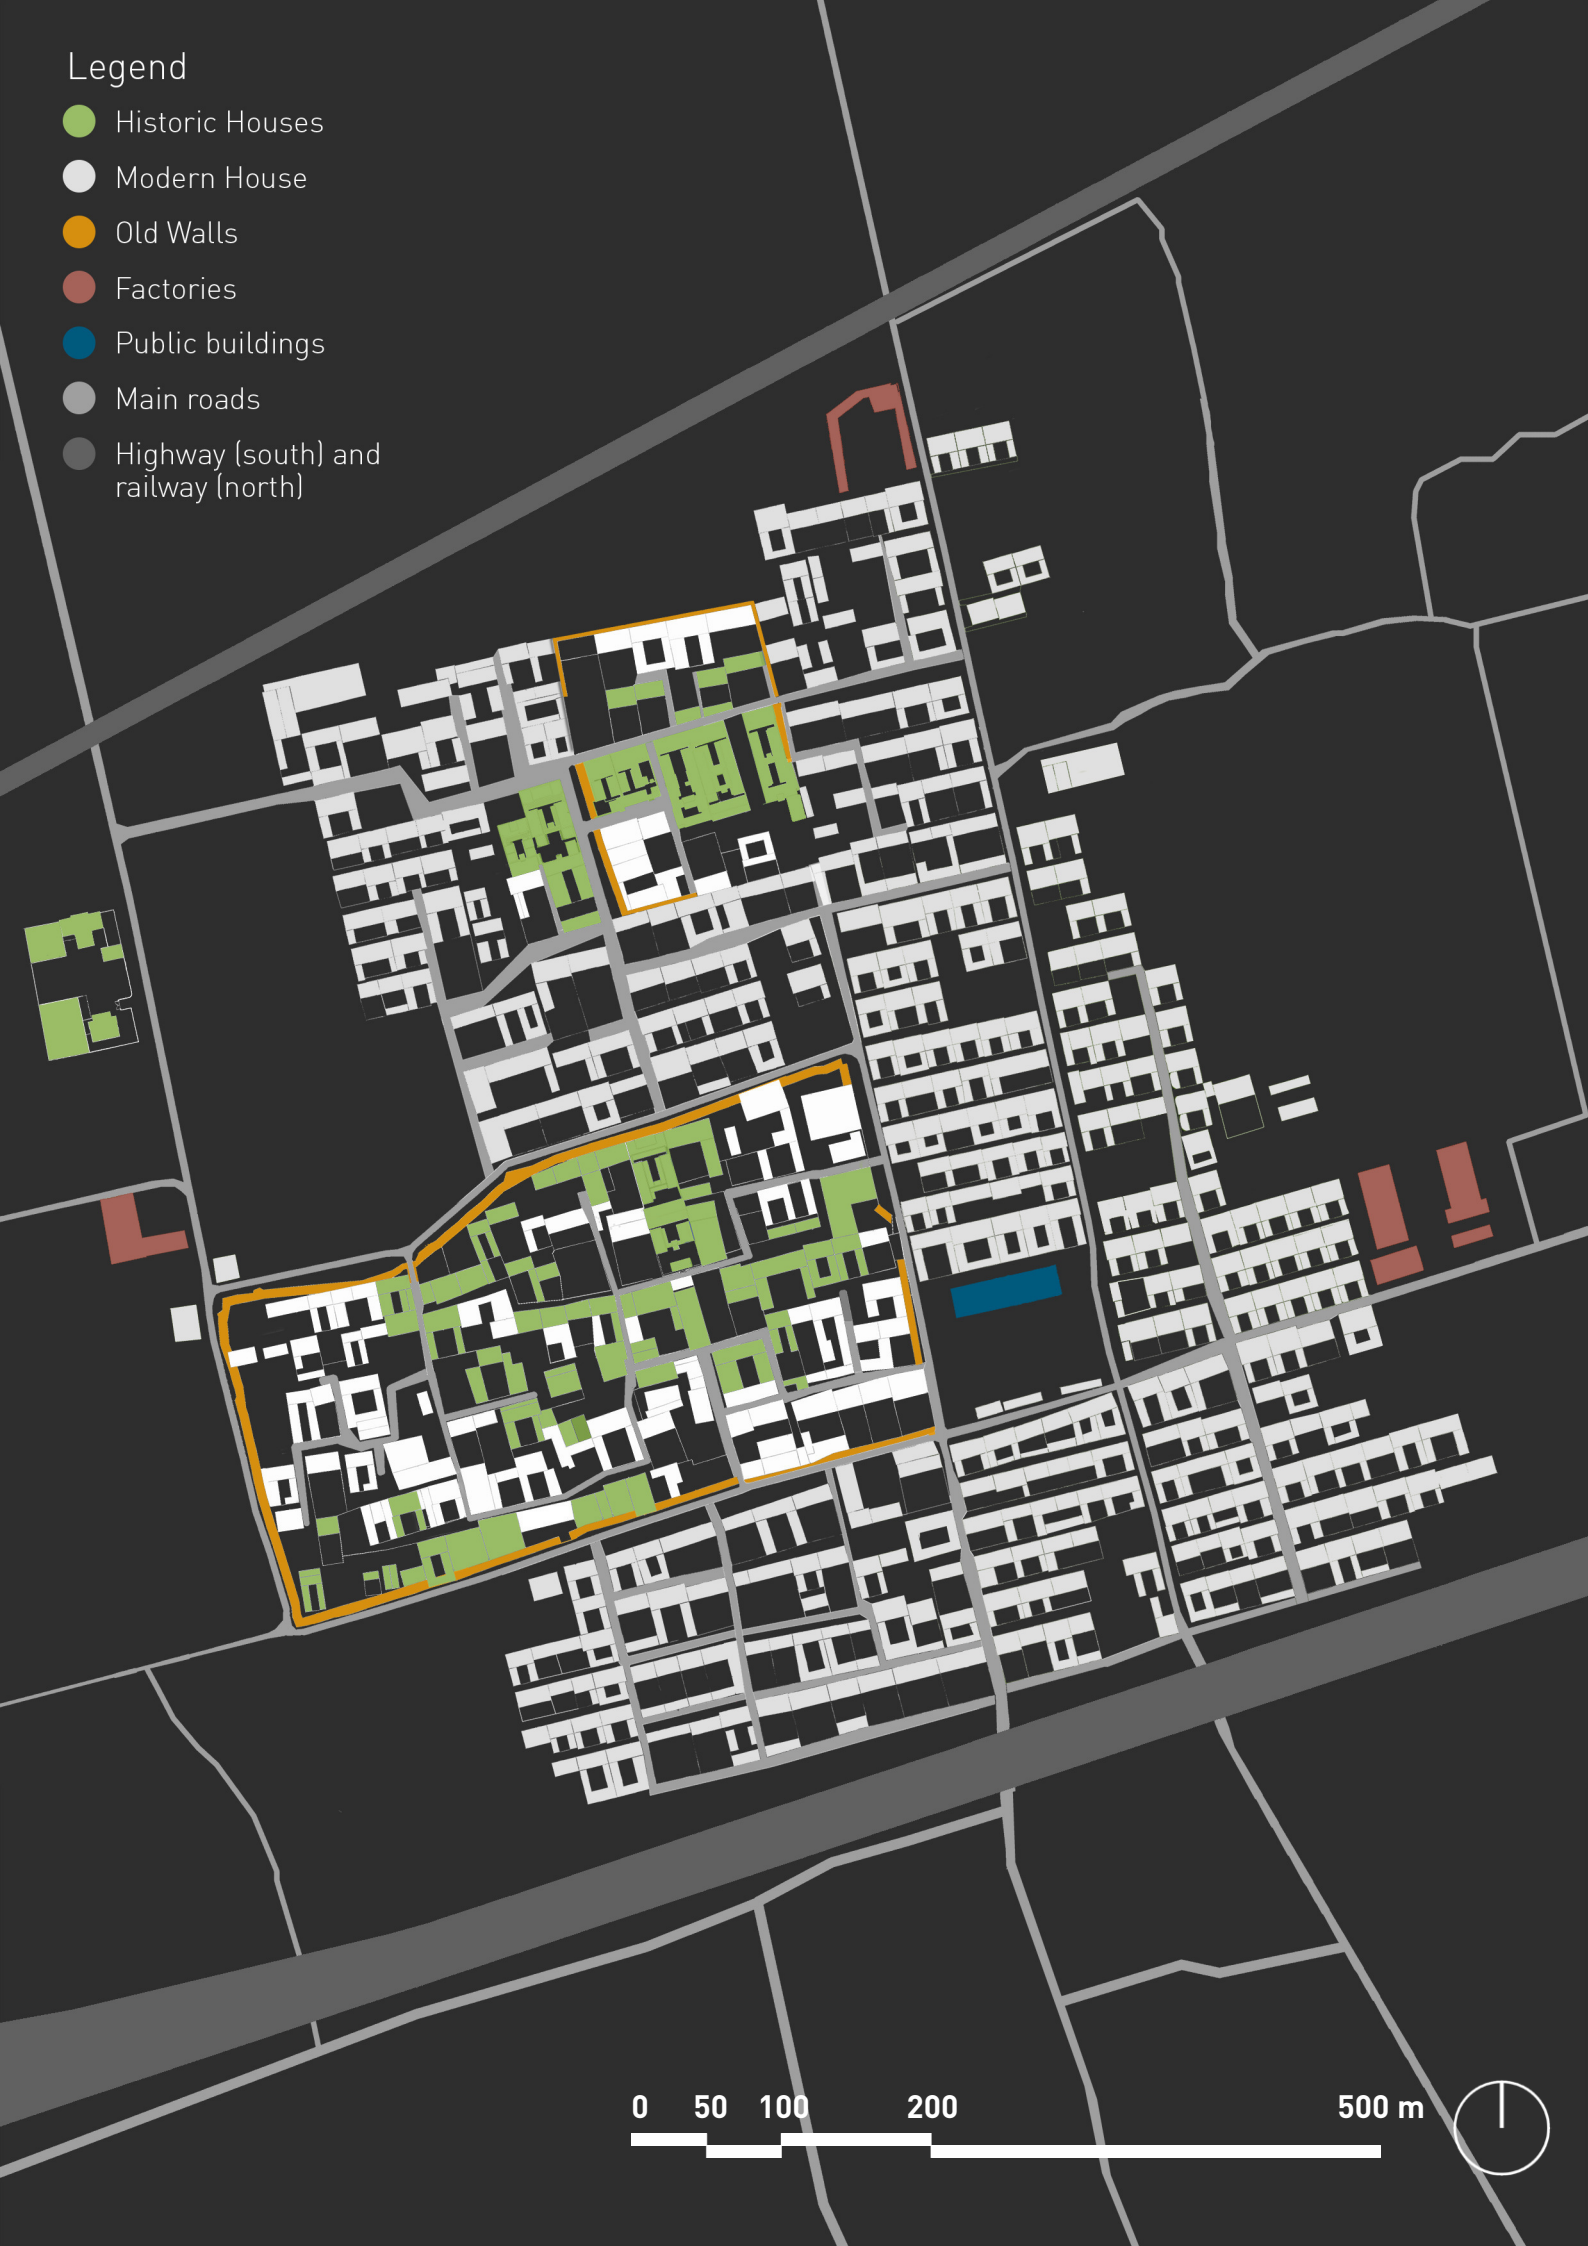 Legend
Historic Houses
Modern House
Old Walls
Factories
Public buildings
Main roads
Highway (south) and
railway (north)
0 50 100 200 500 m